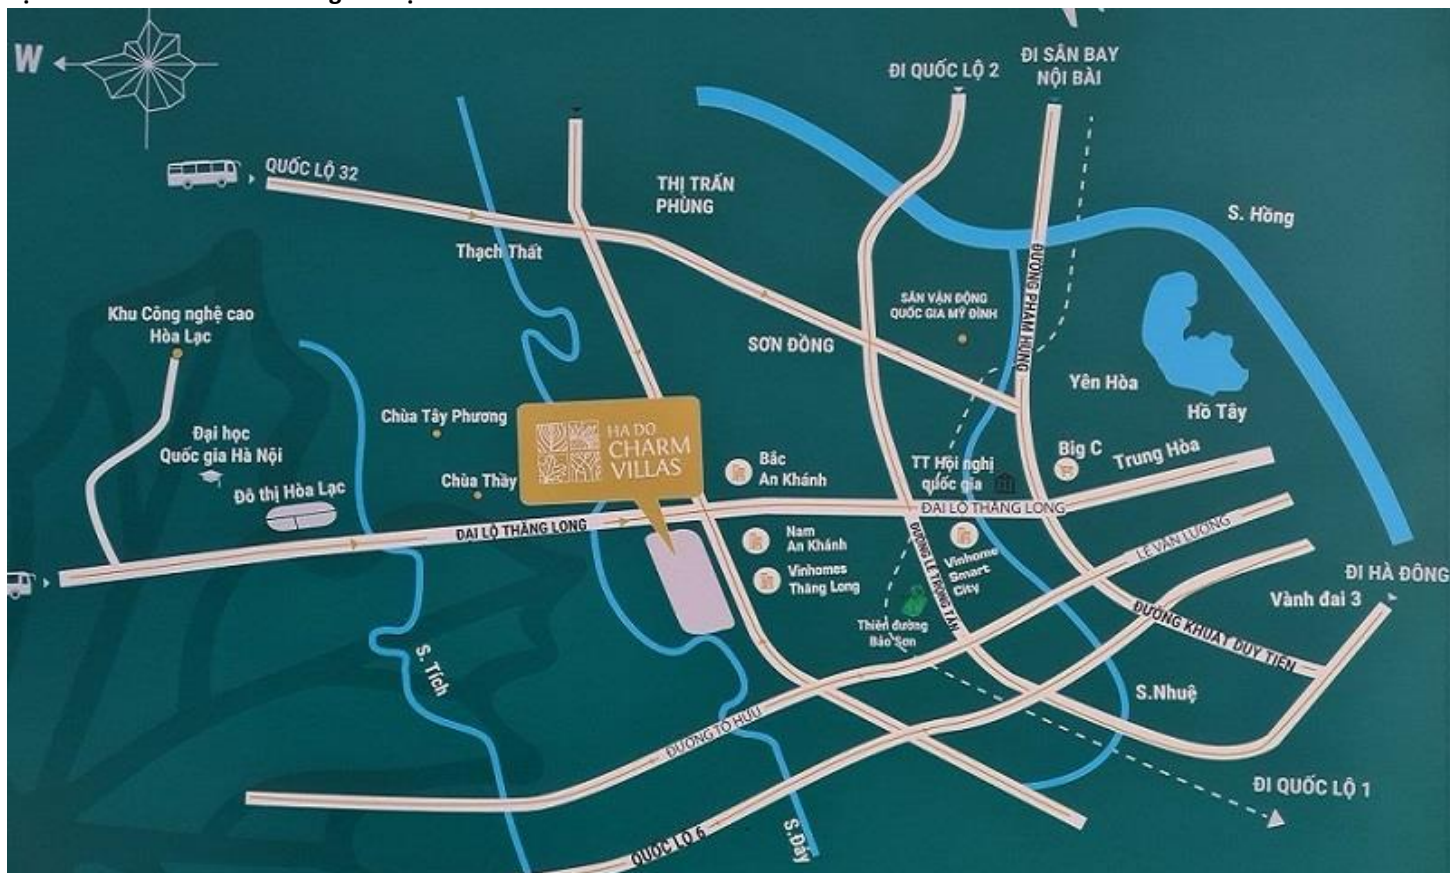 W
ĐI QUỐC LỘ 2
ĐI SÂN BAY
NỘI BÀI
QUỐC LỘ 32
THỊ TRẤN
PHÙNG
S. Hồng
Thạch Thất
Khu Công nghệ cao
Hòa Lạc
SÂN VẬN ĐỘNG
QUỐC GIA MỸ ĐÌNH
ĐƯỜNG PHẠM HÙNG
SƠN ĐỒNG
Yên Hòa
Hồ Tây
Chùa Tây Phương
HA DO
CHARM
VILLAS
Đại học
Quốc gia Hà Nội
Big C
Trung Hòa
Bắc
An Khánh
TT Hội nghị
quốc gia
Chùa Thầy
Đô thị Hòa Lạc
ĐẠI LỘ THĂNG LONG
ĐẠI LỘ THĂNG LONG
LÊ VĂN LƯƠNG
Nam
An Khánh
ĐƯỜNG LÊ TRỌNG TẤN
Vinhome
Smart
City
Vinhomes
Thăng Long
ĐI HÀ ĐÔNG
Vành đai 3
Thiên đường
Bảo Sơn
ĐƯỜNG KHUẤT DUY TIẾN
S. Tích
S.Nhuệ
ĐƯỜNG TỐ HỮU
ĐI QUỐC LỘ 1
QUỐC LỘ 6
S.Đáy